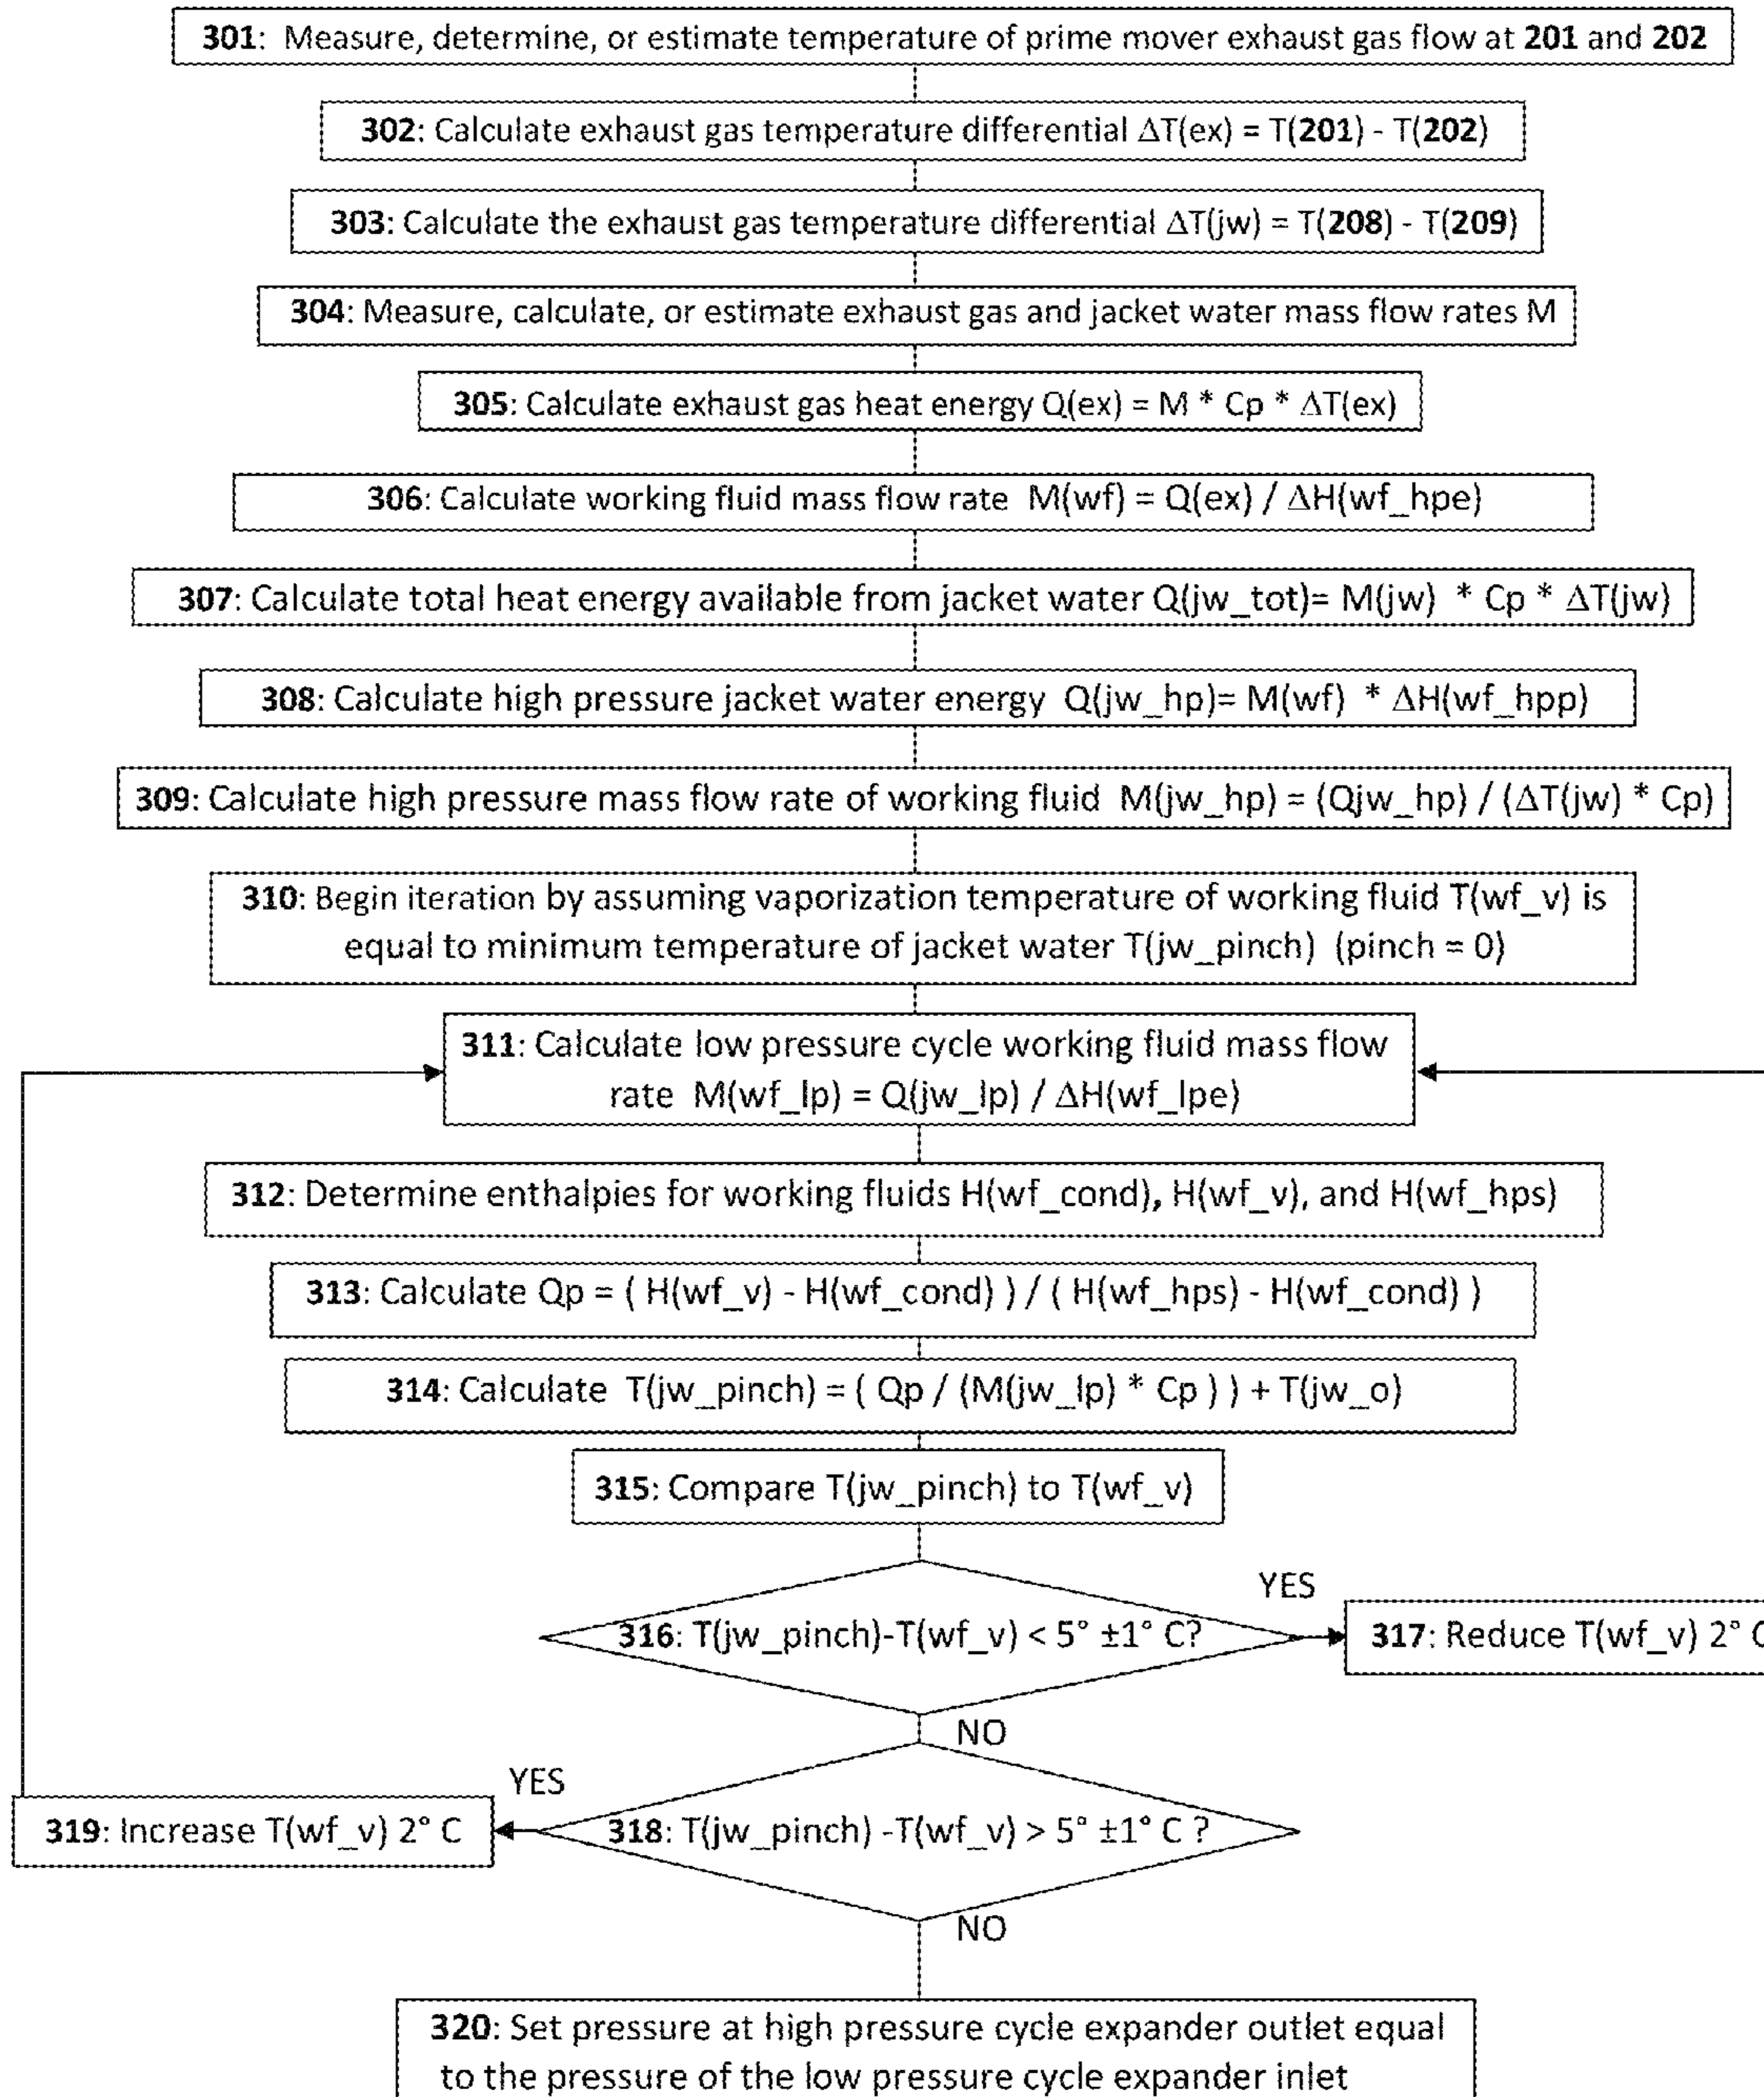 301: Measure, determine, or estimate temperature of prime mover exhaust gas flow at 201 and 202
302: Calculate exhaust gas temperature differential ΔT(ex) = T(201) - T(202)
303: Calculate the exhaust gas temperature differential ΔT(jw) = T(208) - T(209)
304: Measure, calculate, or estimate exhaust gas and jacket water mass flow rates M
305: Calculate exhaust gas heat energy Q(ex) = M * Cp * ΔT(ex)
306: Calculate working fluid mass flow rate M(wf) = Q(ex) / ΔH(wf_hpe)
307: Calculate total heat energy available from jacket water Q(jw_tot)= M(jw) * Cp * ΔT(jw)
308: Calculate high pressure jacket water energy Q(jw_hp)= M(wf) * ΔH(wf_hpp)
309: Calculate high pressure mass flow rate of working fluid M(jw_hp) = (Qjw_hp) / (ΔT(jw) * Cp)
310: Begin iteration by assuming vaporization temperature of working fluid T(wf_v) is
equal to minimum temperature of jacket water T(jw_pinch) (pinch = 0)
311: Calculate low pressure cycle working fluid mass flow
rate M(wf_lp) = Q(jw_lp) / ΔH(wf_lpe)
312: Determine enthalpies for working fluids H(wf_cond), H(wf_v), and H(wf_hps)
313: Calculate Qp = ( H(wf_v) - H(wf_cond) ) / ( H(wf_hps) - H(wf_cond) )
314: Calculate T(jw_pinch) = ( Qp / (M(jw_lp) * Cp ) ) + T(jw_o)
315: Compare T(jw_pinch) to T(wf_v)
YES
316: T(jw_pinch)-T(wf_v) < 5° ±1° C?
317: Reduce T(wf_v) 2° C
NO
YES
319: Increase T(wf_v) 2° C
318: T(jw_pinch) -T(wf_v) > 5° ±1° C ?
NO
320: Set pressure at high pressure cycle expander outlet equal
to the pressure of the low pressure cycle expander inlet